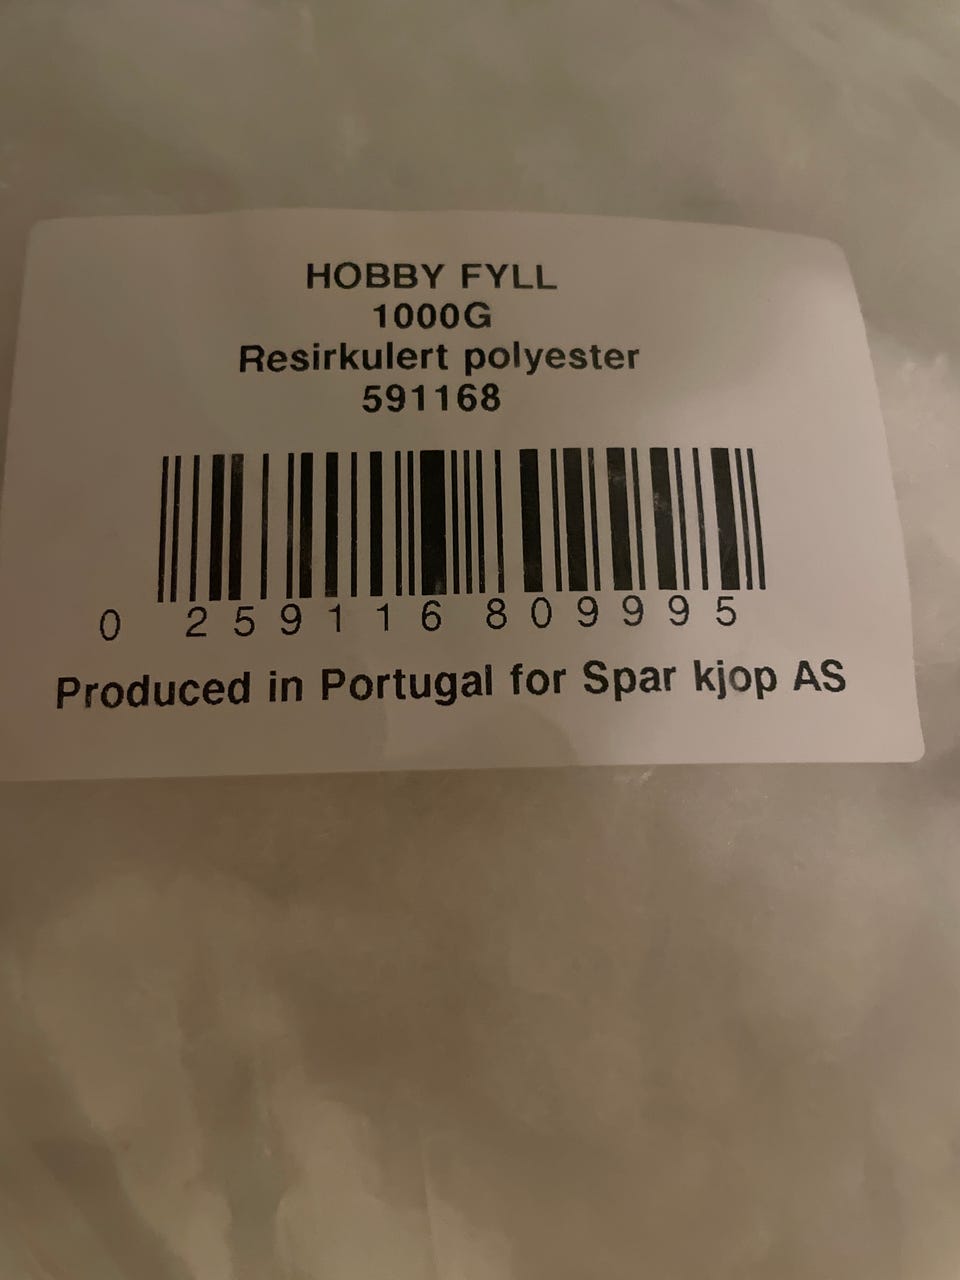 HOBBY FYLL
1000G
Resirkulert polyester
591168
0 259116 809995
Produced in Portugal for Spar kjop AS